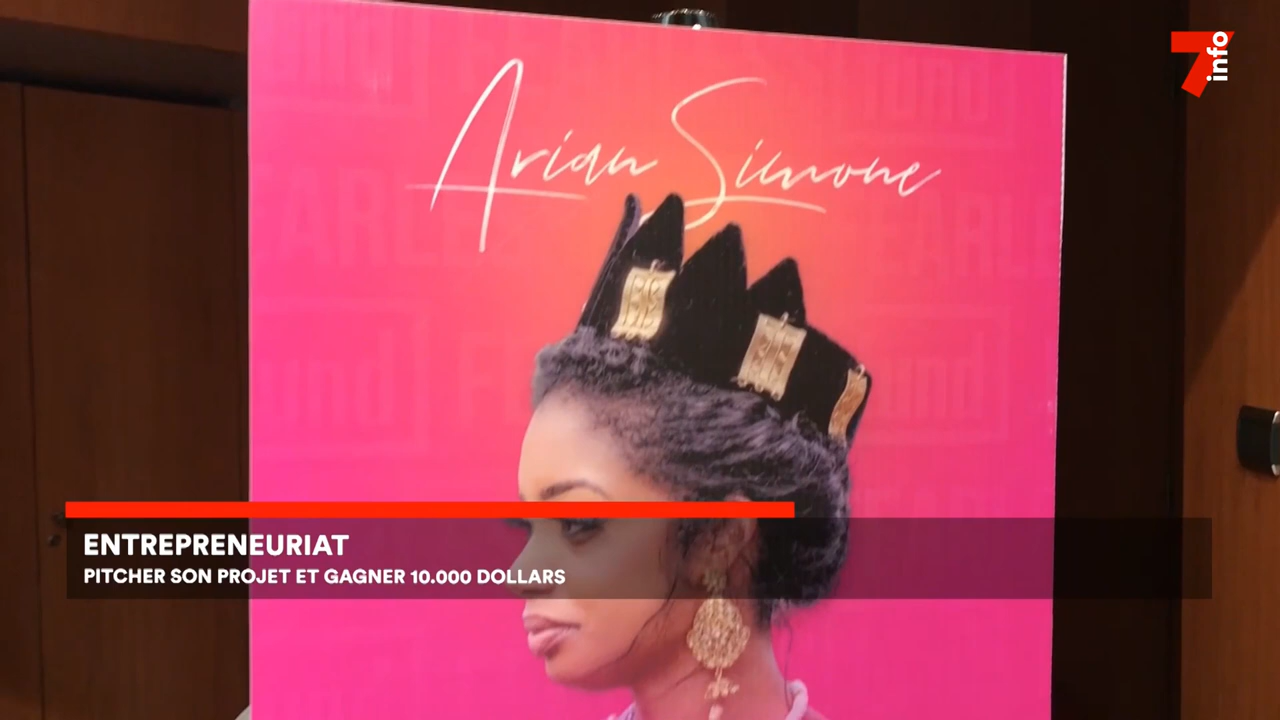 7
info
Arian Simone
ENTREPRENEURIAT
PITCHER SON PROJET ET GAGNER 10.000 DOLLARS